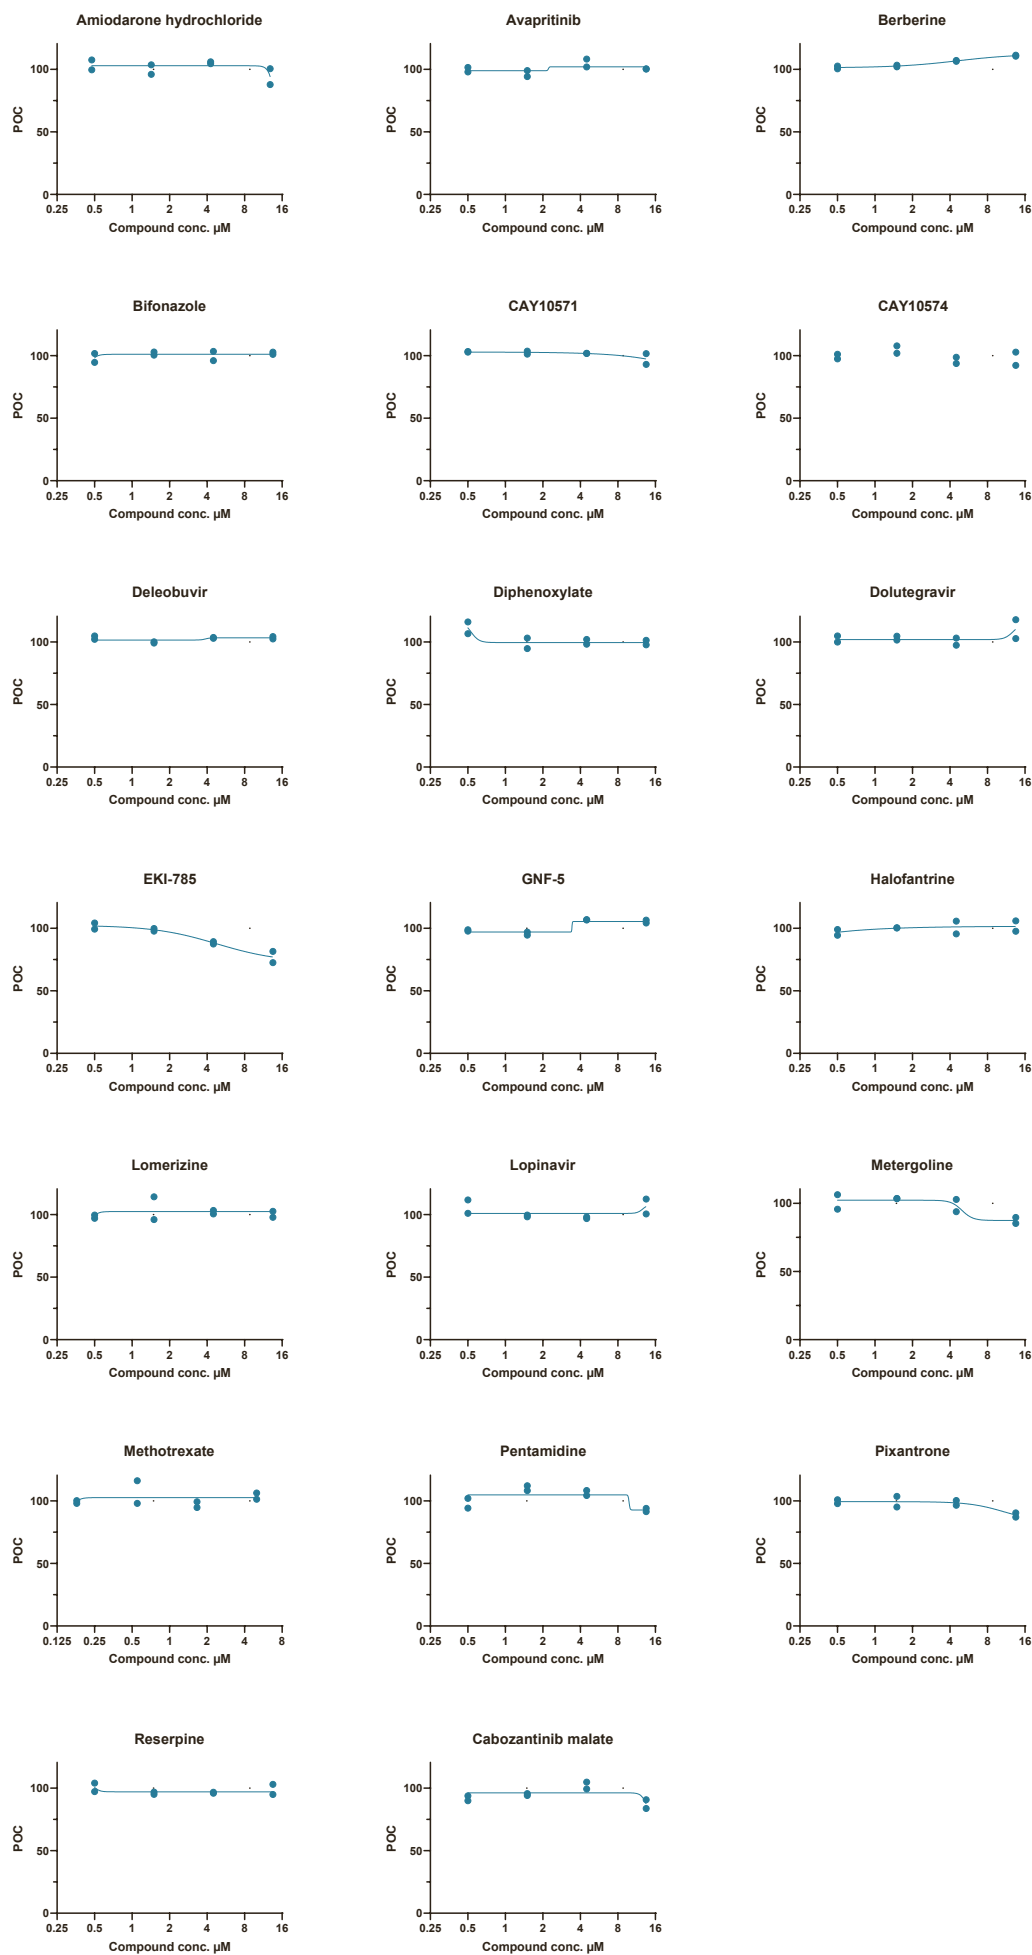 Amiodarone hydrochloride
POC
100
50
0
0.25 0.5 1 2 4 8 16
Compound conc. µM
Avapritinib
POC
100
50
0
0.25 0.5 1 2 4 8 16
Compound conc. µM
Berberine
POC
100
50
0
0.25 0.5 1 2 4 8 16
Compound conc. µM
Bifonazole
POC
100
50
0
0.25 0.5 1 2 4 8 16
Compound conc. µM
CAY10571
POC
100
50
0
0.25 0.5 1 2 4 8 16
Compound conc. µM
CAY10574
POC
100
50
0
0.25 0.5 1 2 4 8 16
Compound conc. µM
Deleobuvir
POC
100
50
0
0.25 0.5 1 2 4 8 16
Compound conc. µM
Diphenoxylate
POC
100
50
0
0.25 0.5 1 2 4 8 16
Compound conc. µM
Dolutegravir
POC
100
50
0
0.25 0.5 1 2 4 8 16
Compound conc. µM
EKI-785
POC
100
50
0
0.25 0.5 1 2 4 8 16
Compound conc. µM
GNF-5
POC
100
50
0
0.25 0.5 1 2 4 8 16
Compound conc. µM
Halofantrine
POC
100
50
0
0.25 0.5 1 2 4 8 16
Compound conc. µM
Lomerizine
POC
100
50
0
0.25 0.5 1 2 4 8 16
Compound conc. µM
Lopinavir
POC
100
50
0
0.25 0.5 1 2 4 8 16
Compound conc. µM
Metergoline
POC
100
50
0
0.25 0.5 1 2 4 8 16
Compound conc. µM
Methotrexate
POC
100
50
0
0.125 0.25 0.5 1 2 4 8
Compound conc. µM
Pentamidine
POC
100
50
0
0.25 0.5 1 2 4 8 16
Compound conc. µM
Pixantrone
POC
100
50
0
0.25 0.5 1 2 4 8 16
Compound conc. µM
Reserpine
POC
100
50
0
0.25 0.5 1 2 4 8 16
Compound conc. µM
Cabozantinib malate
POC
100
50
0
0.25 0.5 1 2 4 8 16
Compound conc. µM